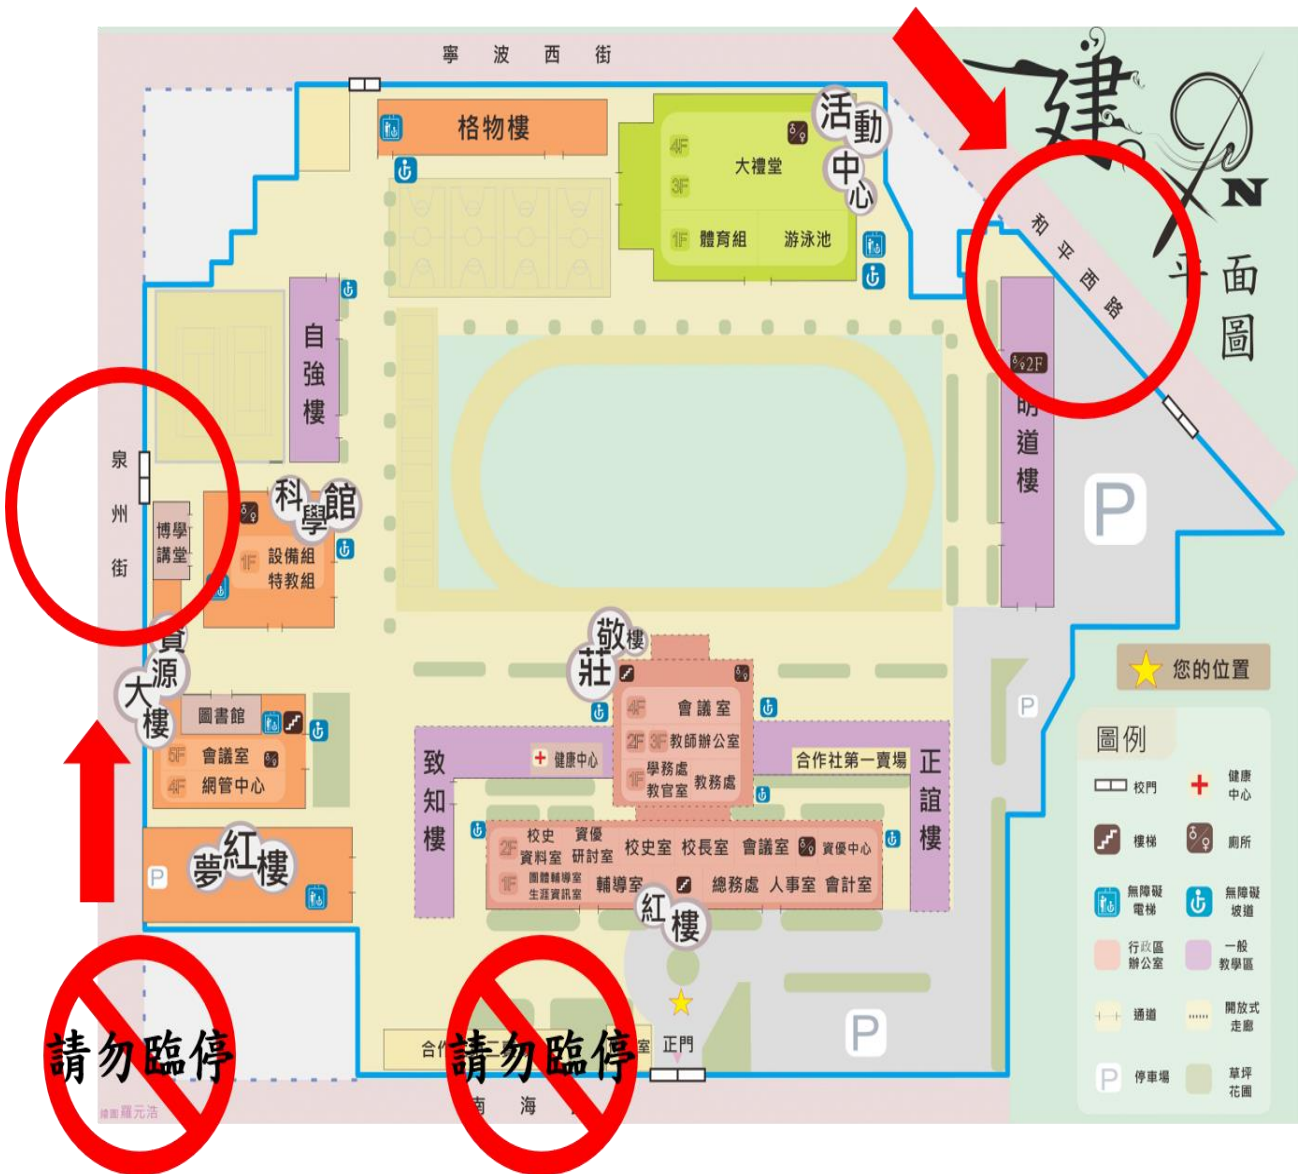 寧波西街
建
N
平面圖
和平西路
格物樓
活動中心
4F
3F
大禮堂
1F 體育組 游泳池
自強樓
2F
明道樓
P
泉州街
博學講堂
科學館
1F 設備組
特教組
資源大樓
圖書館
5F 會議室
4F 網管中心
夢紅樓
P
莊敬樓
4F 會議室
2F 3F 教師辦公室
1F 學務處
教官室
教務處
致知樓
健康中心
合作社第一賣場
正誼樓
2F 校史資料室 資優研討室 校史室 校長室 會議室 資優中心
1F 團體輔導室 生涯資訊室 輔導室 總務處 人事室 會計室
紅樓
P
您的位置
圖例
校門
健康中心
樓梯
廁所
無障礙電梯
無障礙坡道
行政區辦公室
一般教學區
通道
開放式走廊
P 停車場
草坪花圃
請勿臨停
請勿臨停
合作
室
正門
P
南海
繪圖羅元浩